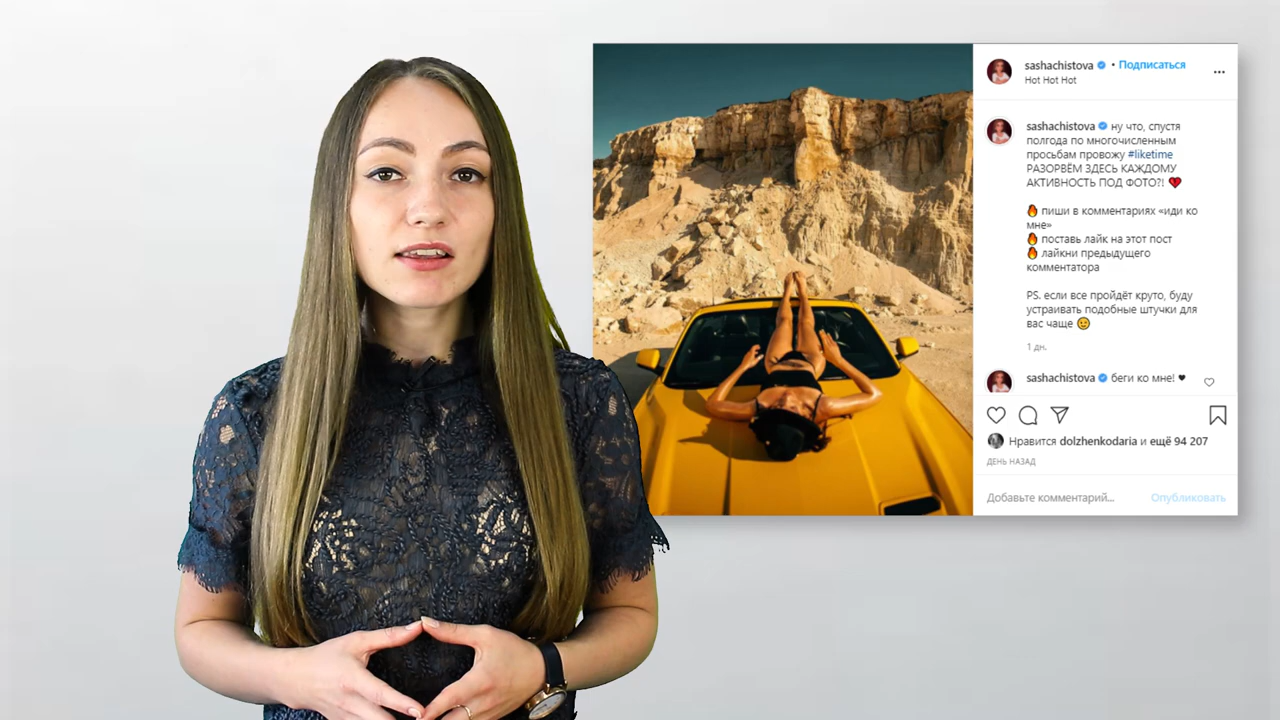 sashachistova • Подписаться
Hot Hot Hot
sashachistova ну что, спустя
полгода по многочисленным
просьбам провожу #liketime
РАЗОРВЁМ ЗДЕСЬ КАЖДОМУ
АКТИВНОСТЬ ПОД ФОТО?!
пиши в комментариях «иди ко
мне»
поставь лайк на этот пост
лайкни предыдущего
комментатора
PS. если все пройдёт круто, буду
устраивать подобные штучки для
вас чаще
1 дн.
sashachistova беги ко мне!
Нравится dolzhenkodaria и ещё 94 207
ДЕНЬ НАЗАД
Добавьте комментарий... Опубликовать